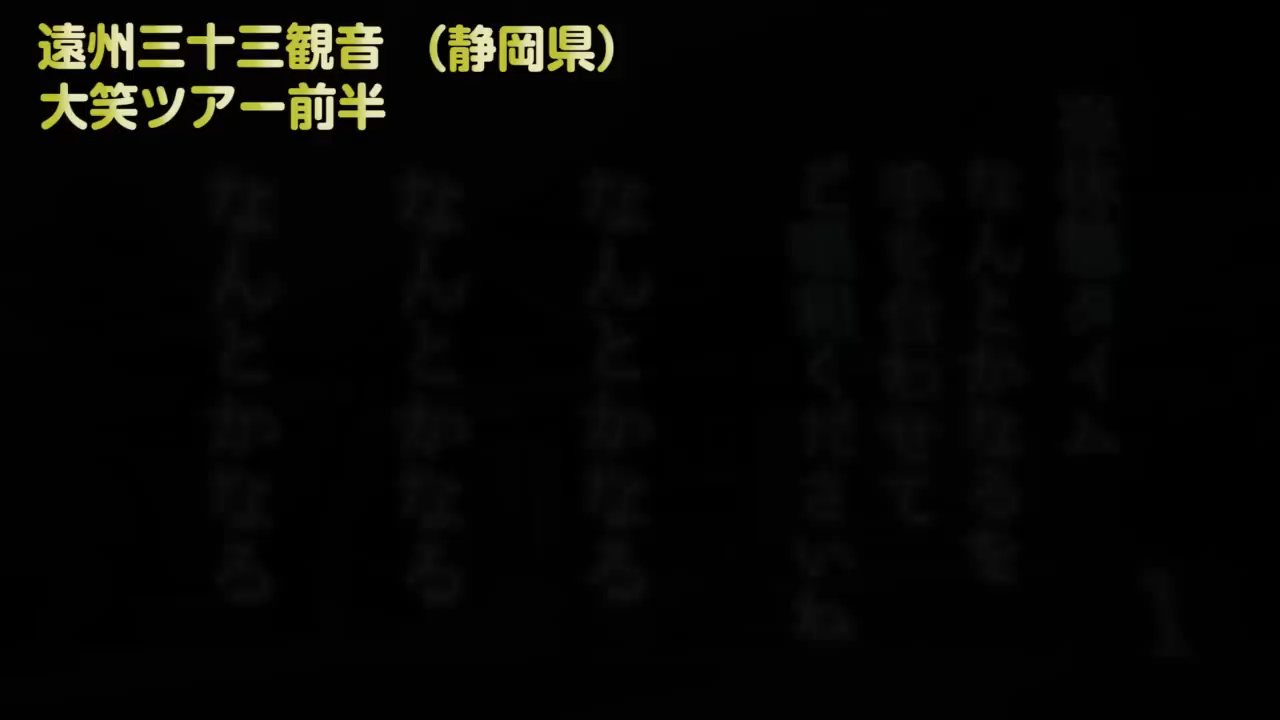 遠州三十三観音 （静岡県）
大笑ツアー前半
なんとかなるを
手を合わせて
ご唱和ください​ね
なんとかなる
なんとかなる
なんとかなる
1